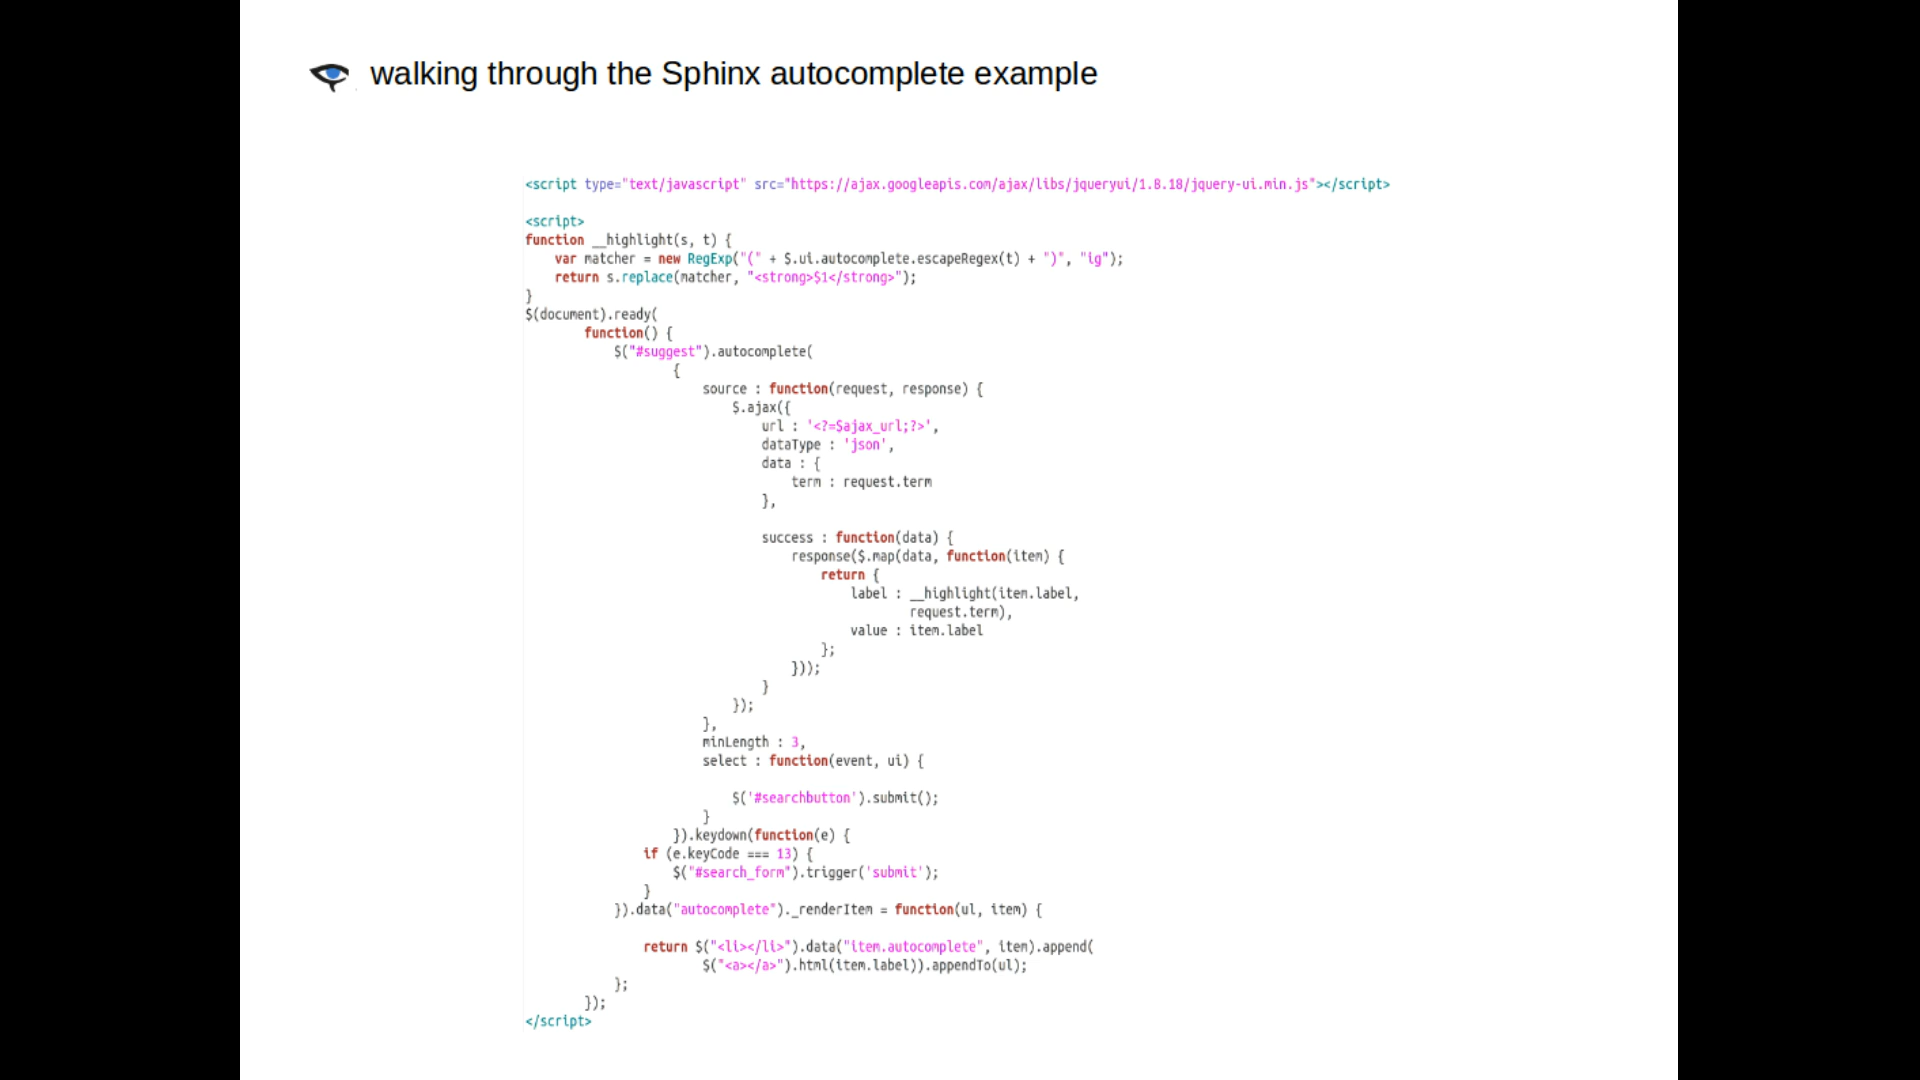 walking through the Sphinx autocomplete example
<script type="text/javascript" src="https://ajax.googleapis.com/ajax/libs/jqueryui/1.8.18/jquery-ui.min.js"></script>
<script>
function __highlight(s, t) {
var matcher = new RegExp("(" + $.ui.autocomplete.escapeRegex(t) + ")", "ig");
return s.replace(matcher, "<strong>$1</strong>");
}
$(document).ready(
function() {
$("#suggest").autocomplete(
{
source : function(request, response) {
$.ajax({
url : '<?=$ajax_url;?>',
dataType : 'json',
data : {
term : request.term
},
success : function(data) {
response($.map(data, function(item) {
return {
label : __highlight(item.label,
request.term),
value : item.label
};
}));
}
});
},
minLength : 3,
select : function(event, ui) {
$('#searchbutton').submit();
}
}).keydown(function(e) {
if (e.keyCode === 13) {
$("#search_form").trigger('submit');
}
}).data("autocomplete")._renderItem = function(ul, item) {
return $("<li></li>").data("item.autocomplete", item).append(
$("<a></a>").html(item.label)).appendTo(ul);
};
});
</script>